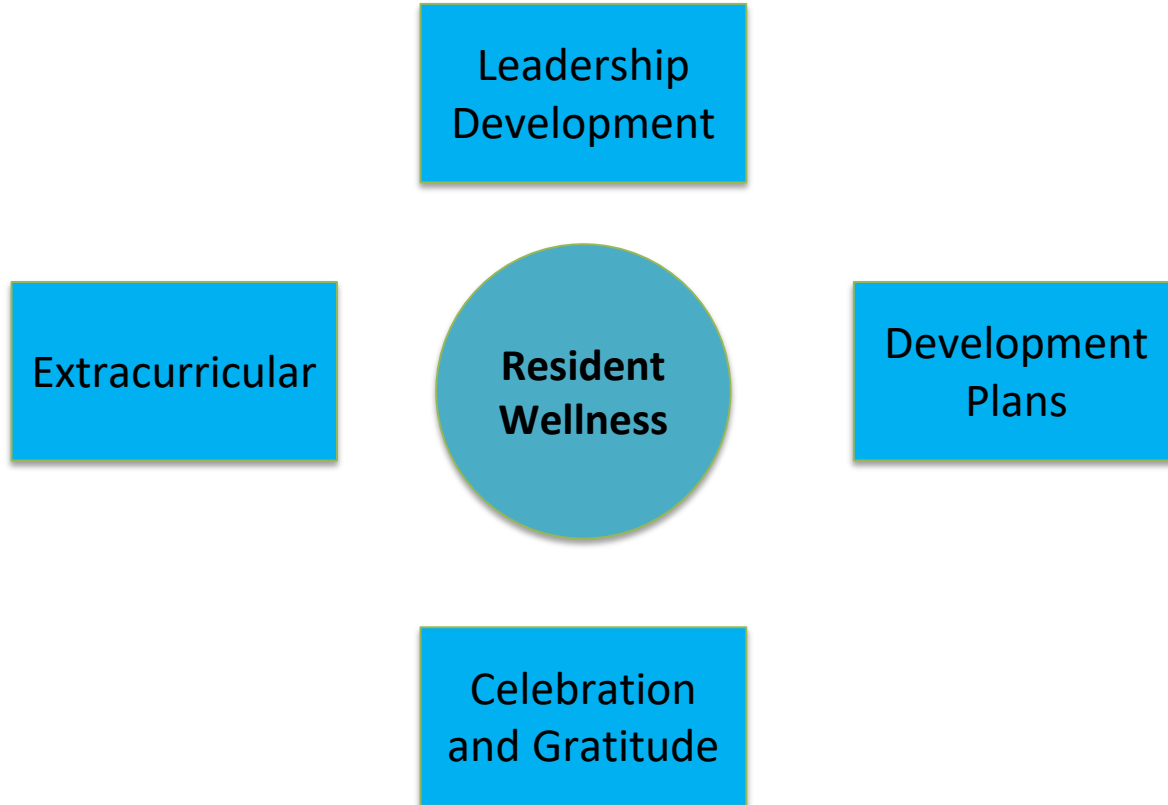 Leadership
Development
Extracurricular
Resident
Wellness
Development
Plans
Celebration
and Gratitude